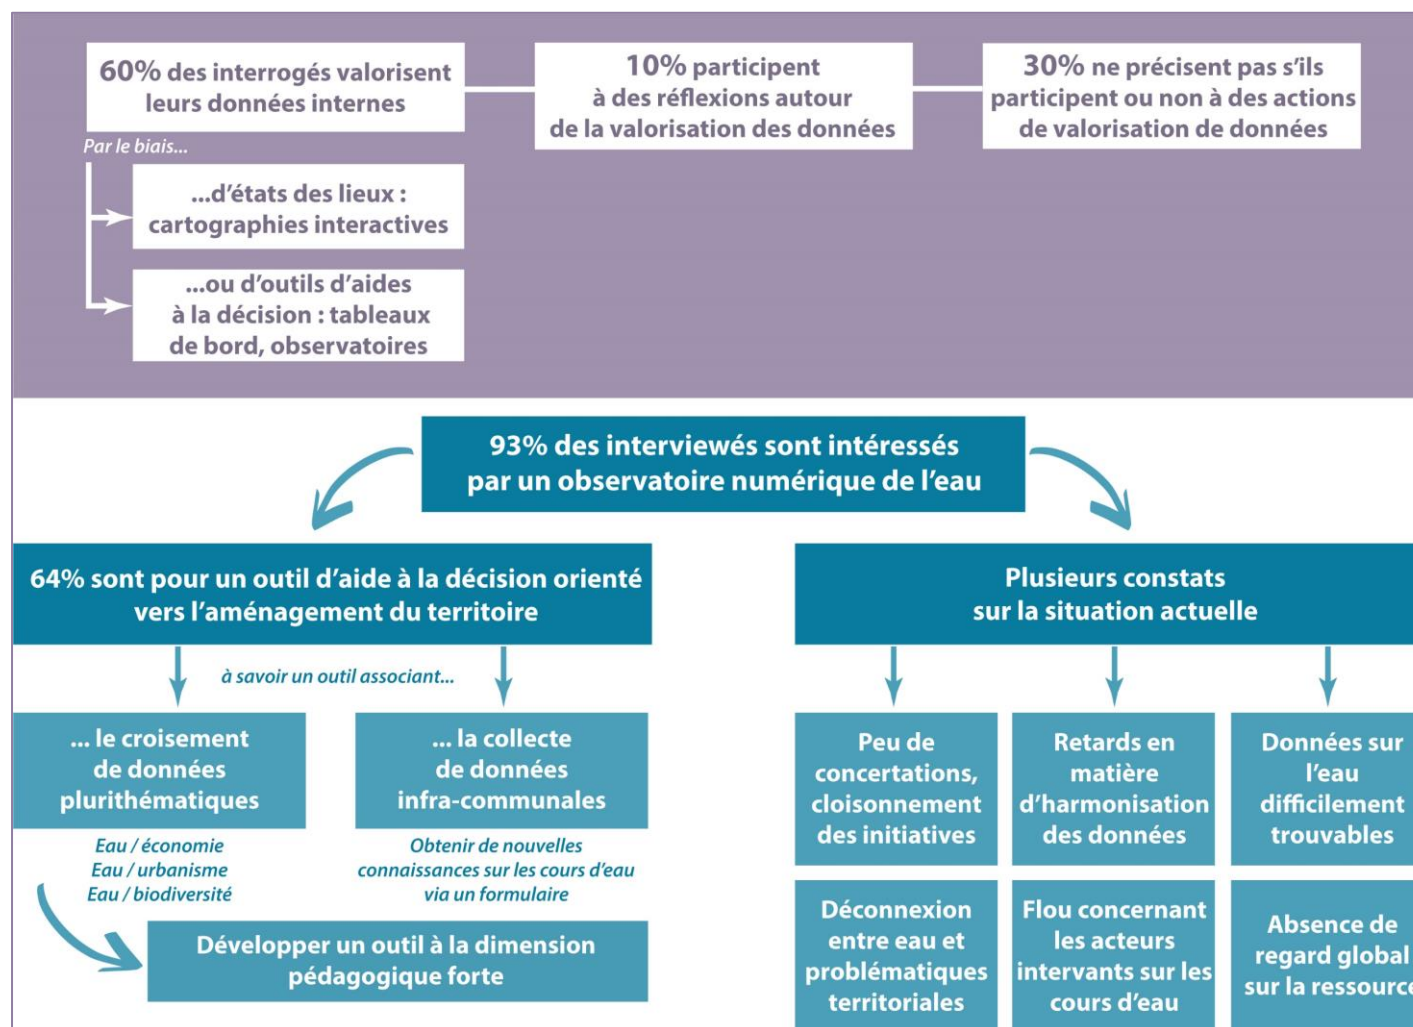 60% des interrogés valorisent
leurs données internes
10% participent
à des réflexions autour
de la valorisation des données
30% ne précisent pas s'ils
participent ou non à des actions
de valorisation de données
Par le biais...
...d'états des lieux :
cartographies interactives
...ou d'outils d'aides
à la décision : tableaux
de bord, observatoires
93% des interviewés sont intéressés
par un observatoire numérique de l'eau
64% sont pour un outil d'aide à la décision orienté
vers l'aménagement du territoire
à savoir un outil associant...
... le croisement
de données
plurithématiques
Eau / économie
Eau / urbanisme
Eau / biodiversité
... la collecte
de données
infra-communales
Obtenir de nouvelles
connaissances sur les cours d'eau
via un formulaire
Développer un outil à la dimension
pédagogique forte
Plusieurs constats
sur la situation actuelle
Peu de
concertations,
cloisonnement
des initiatives
Retards en
matière
d'harmonisation
des données
Données sur
l'eau
difficilement
trouvables
Déconnexion
entre eau et
problématiques
territoriales
Flou concernant
les acteurs
intervants sur les
cours d'eau
Absence de
regard global
sur la ressource